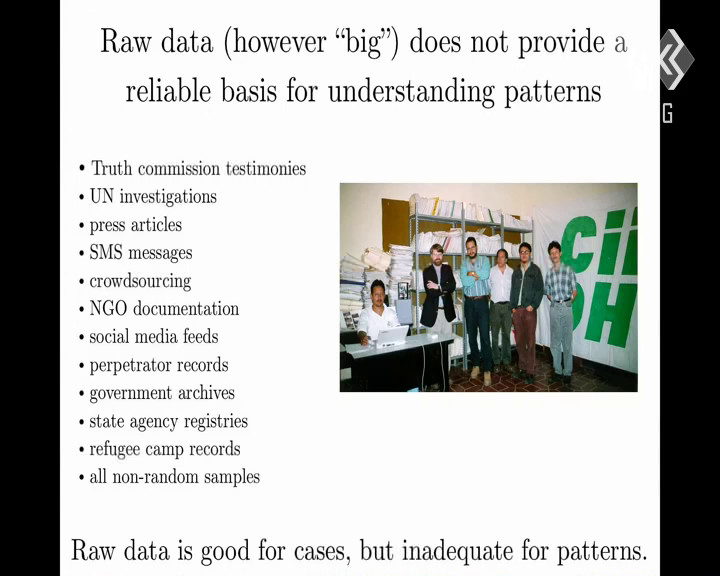 Raw data (however “big”) does not provide a
reliable basis for understanding patterns
• Truth commission testimonies
• UN investigations
• press articles
• SMS messages
• crowdsourcing
• NGO documentation
• social media feeds
• perpetrator records
• government archives
• state agency registries
• refugee camp records
• all non-random samples
CII
DH
G
Raw data is good for cases, but inadequate for patterns.